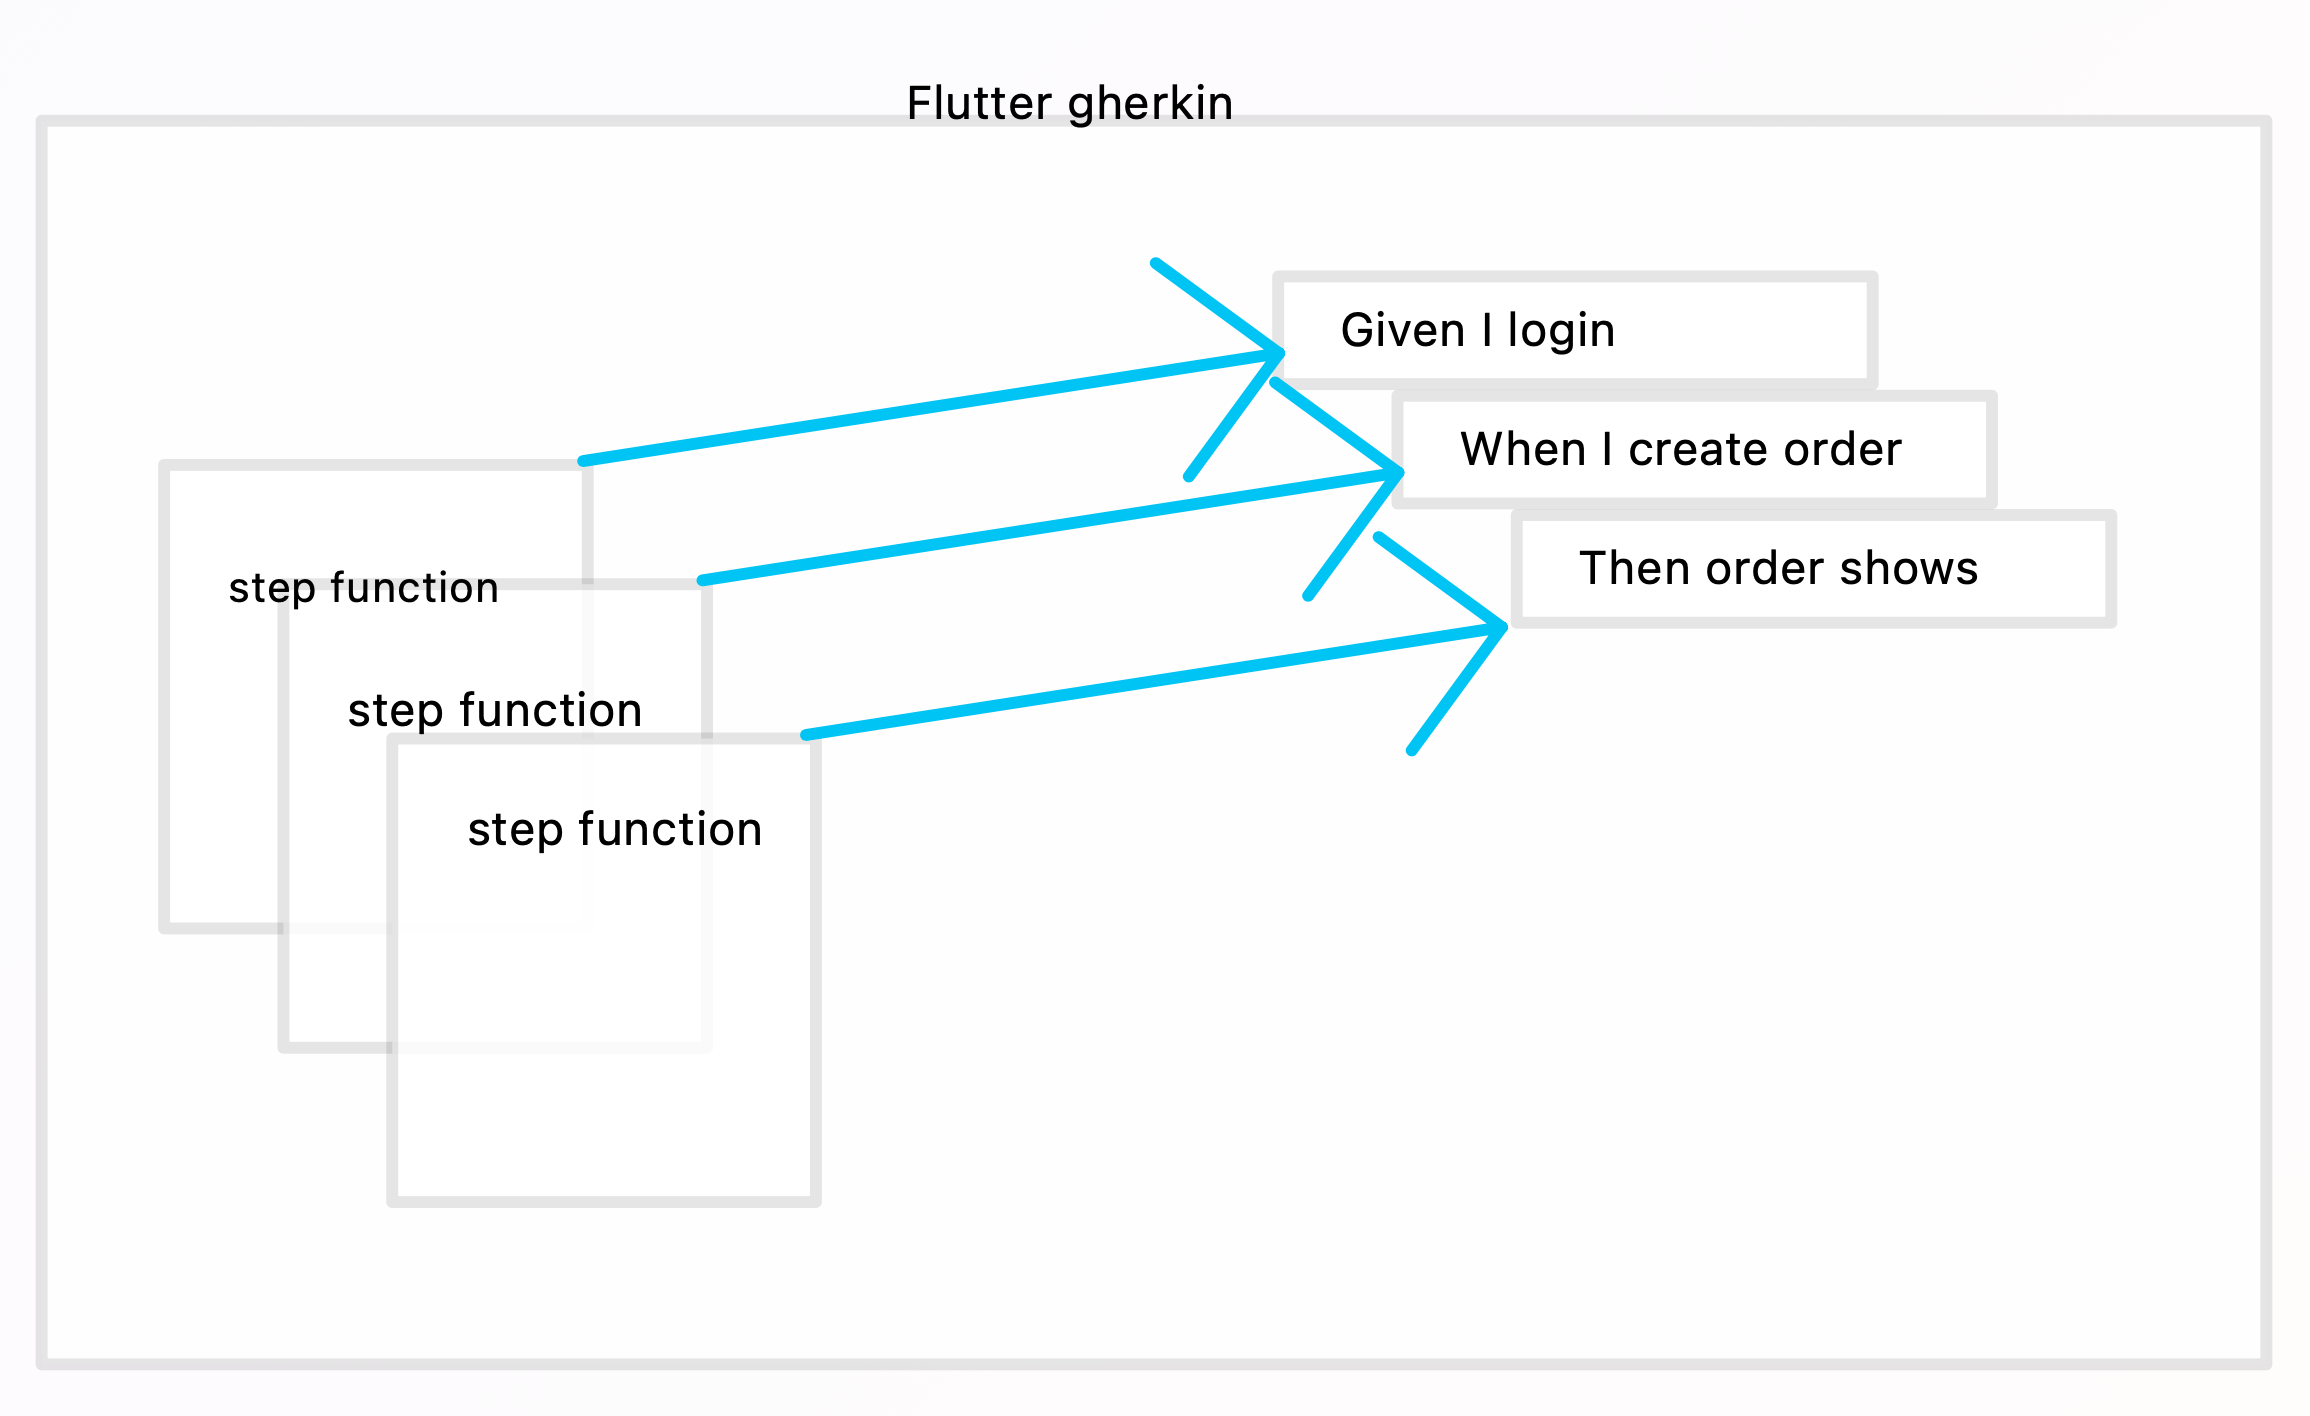 Flutter gherkin
Given I login
When I create order
Then order shows
step function
step function
step function